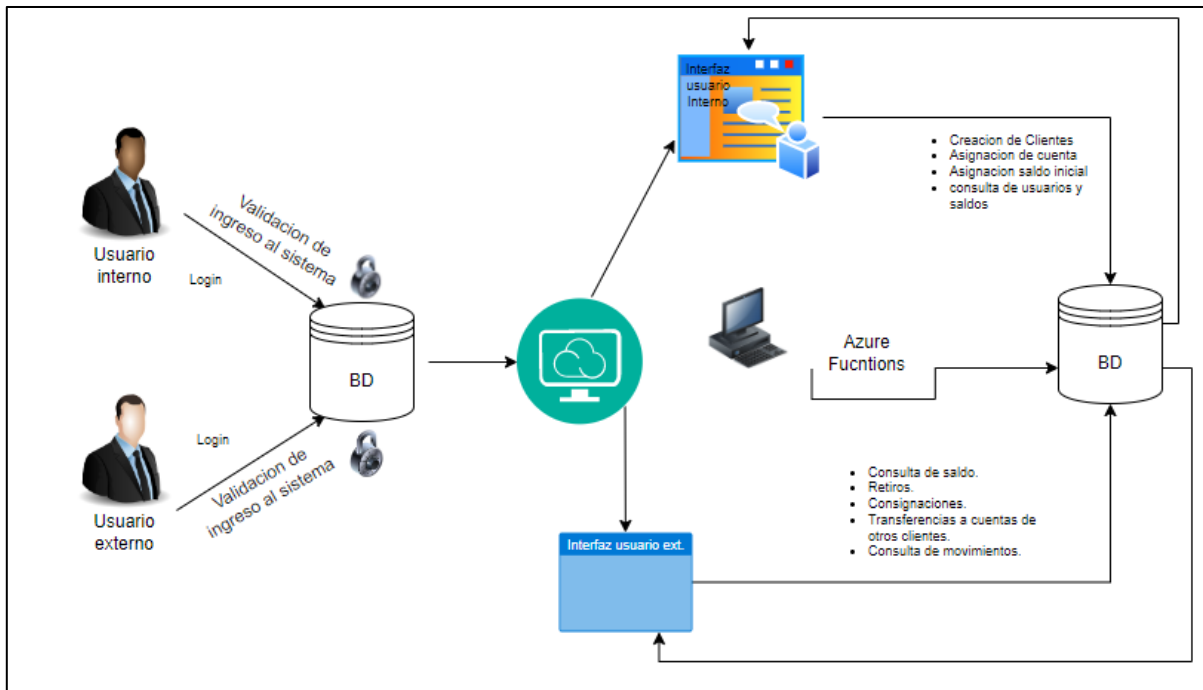 Interfaz
usuario
Interno
• Creacion de Clientes
• Asignacion de cuenta
• Asignacion saldo inicial
• consulta de usuarios y
saldos
Usuario
interno
Login
Validacion de
ingreso al sistema
BD
Azure
Fucntions
BD
Usuario
externo
Login
Validacion de
ingreso al sistema
Interfaz usuario ext.
• Consulta de saldo.
• Retiros.
• Consignaciones.
• Transferencias a cuentas de
otros clientes.
• Consulta de movimientos.